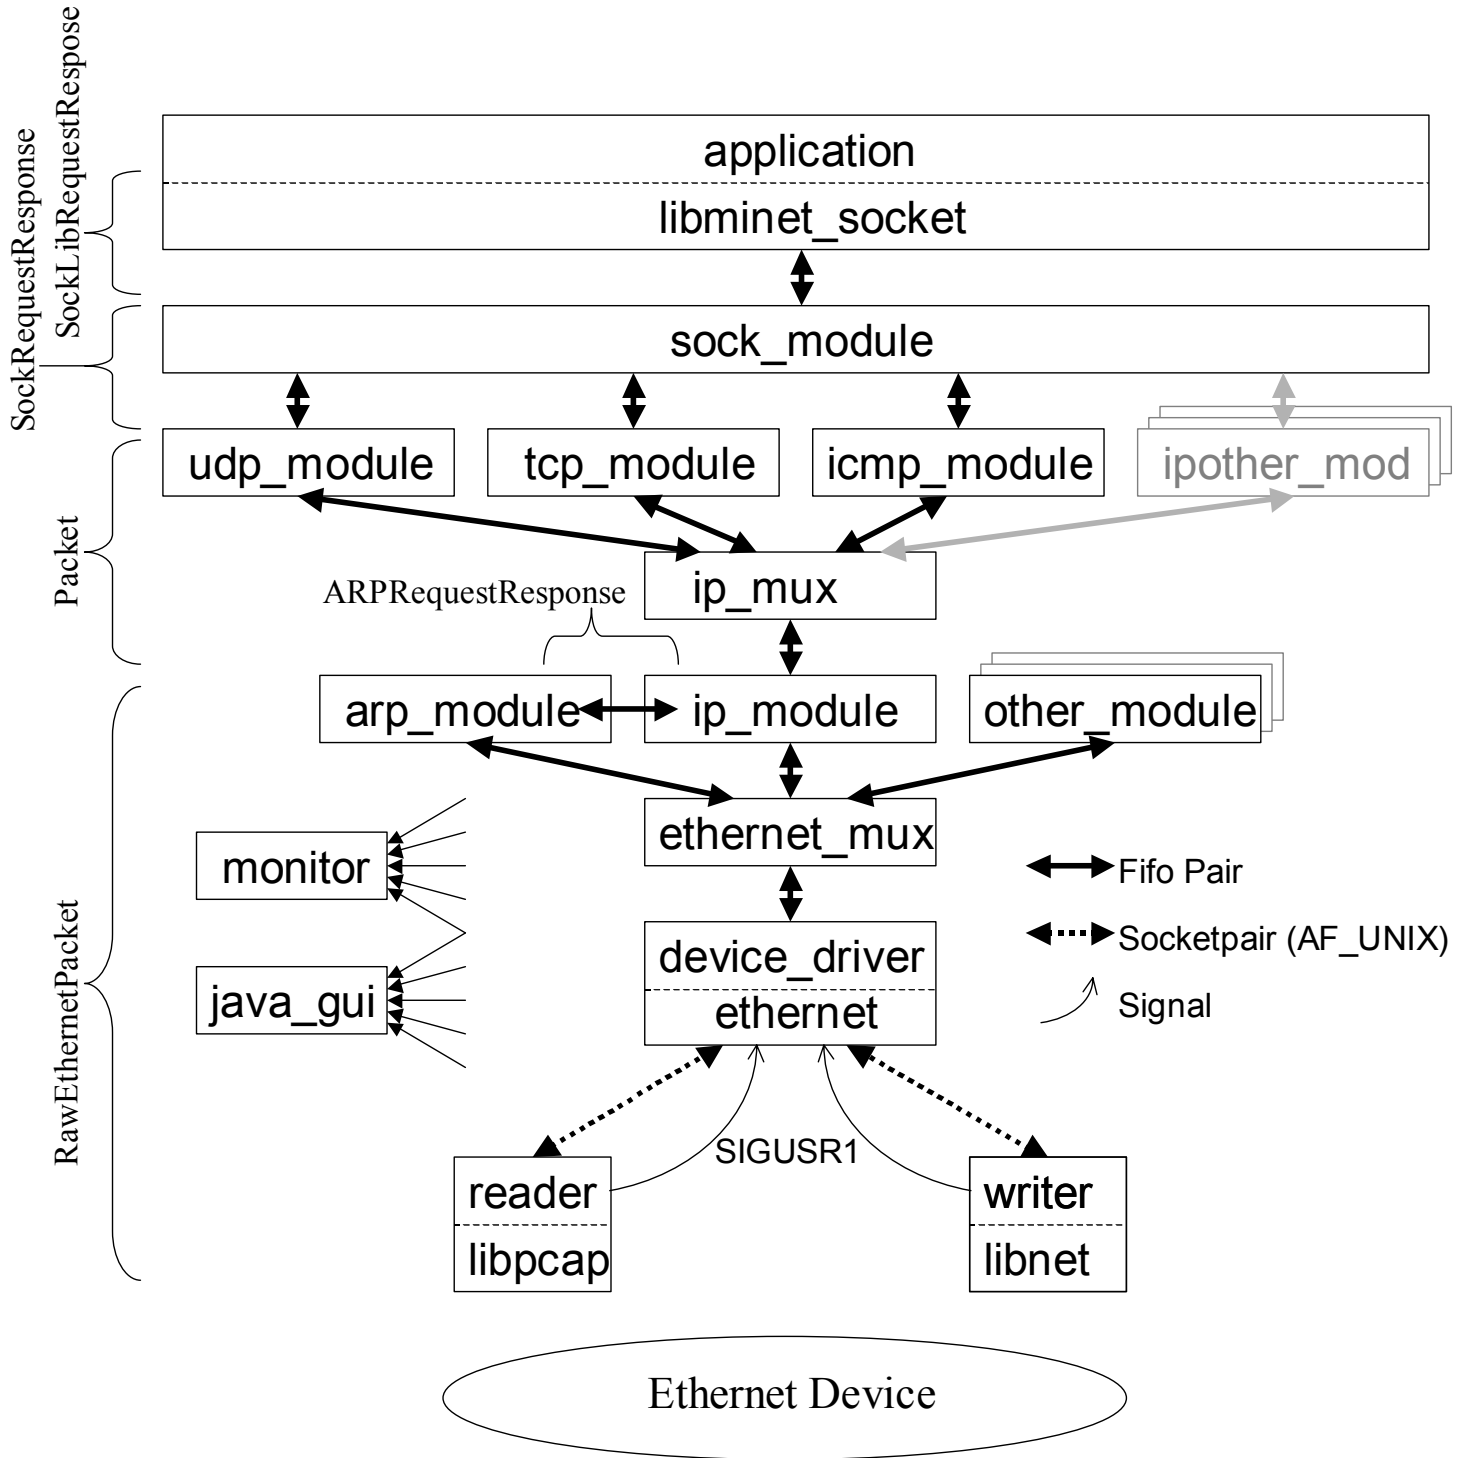 SockLibRequestRespose
SockRequestResponse
application
libminet_socket
sock_module
udp_module
tcp_module
icmp_module
ipother_mod
Packet
ip_mux
ARPRequestResponse
arp_module
ip_module
other_module
ethernet_mux
monitor
Fifo Pair
RawEthernetPacket
device_driver
Socketpair (AF_UNIX)
java_gui
ethernet
Signal
SIGUSR1
reader
writer
libpcap
libnet
Ethernet Device